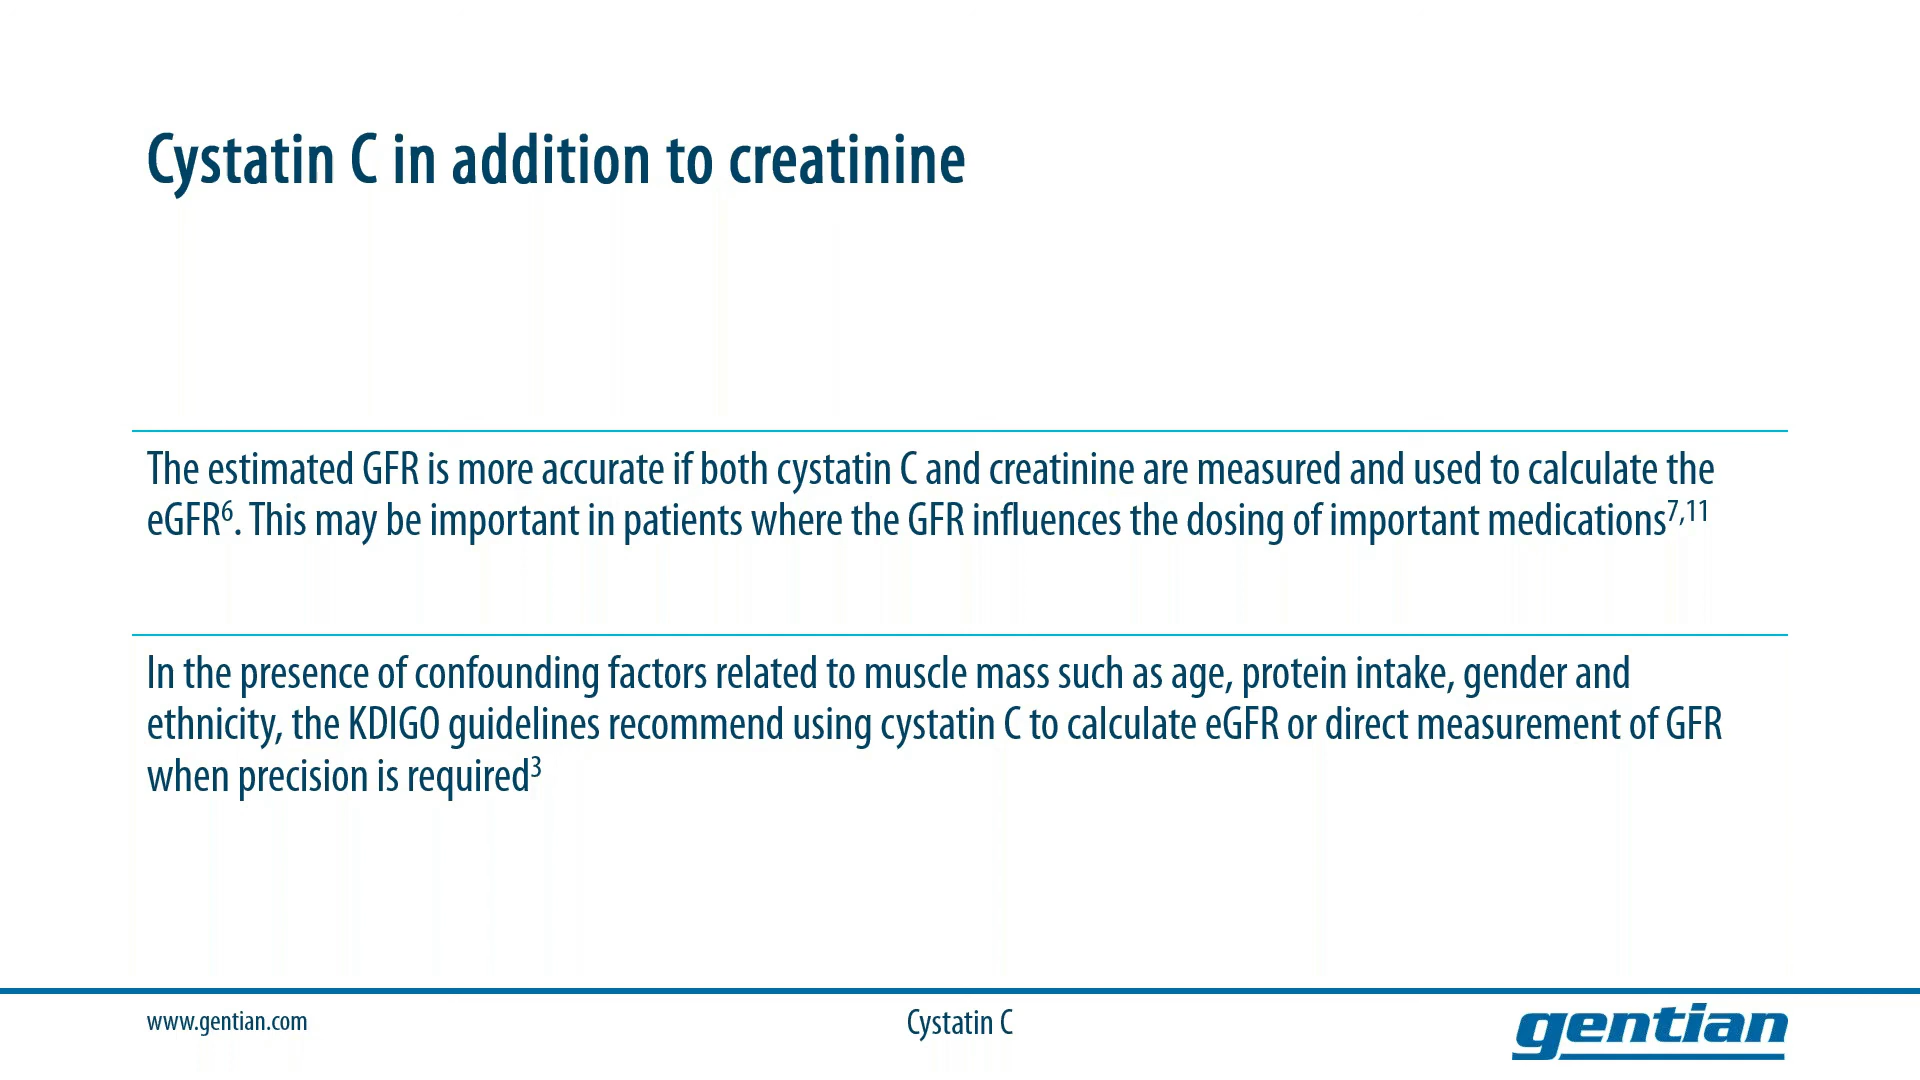 Cystatin C in addition to creatinine
The estimated GFR is more accurate if both cystatin C and creatinine are measured and used to calculate the
eGFR⁶. This may be important in patients where the GFR influences the dosing of important medications⁷,¹¹
In the presence of confounding factors related to muscle mass such as age, protein intake, gender and
ethnicity, the KDIGO guidelines recommend using cystatin C to calculate eGFR or direct measurement of GFR
when precision is required³
www.gentian.com
Cystatin C
gentian